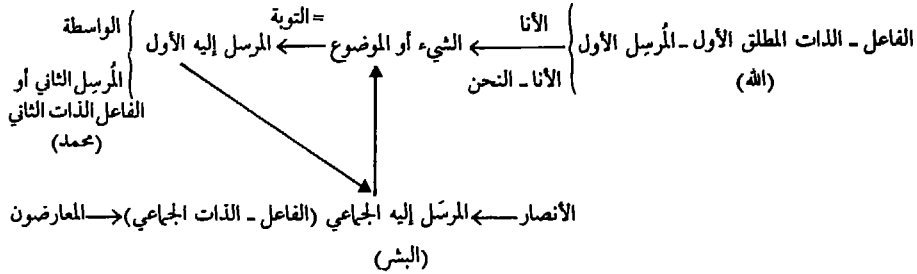 الفاعل - الذات المطلق الأول - المُرسِل الأول
(الله)
الأنا
الأنا - النحن
الشيء أو الموضوع
= التوبة
المرسل إليه الأول
الواسطة
المُرسِل الثاني أو
الفاعل الذات الثاني
(محمد)
الأنصار
المرسَل إليه الجماعي (الفاعل - الذات الجماعي)
المعارضون
(البشر)